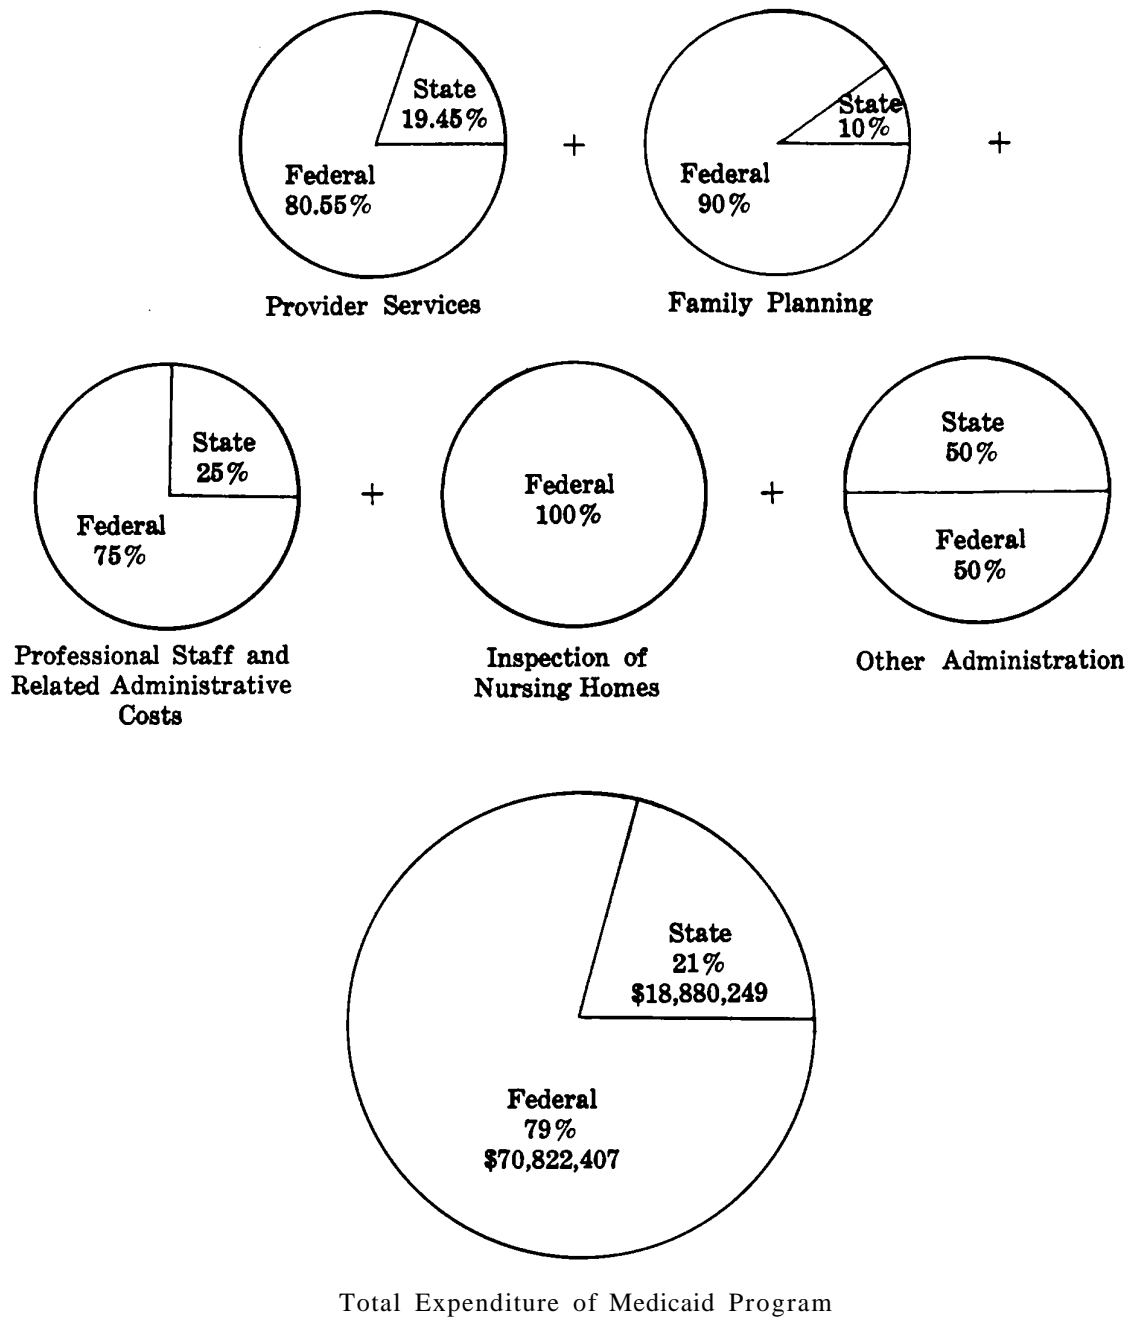 State
19.45%
Federal
80.55%
Provider Services
+
State
10%
Federal
90%
Family Planning
+
State
25%
Federal
75%
Professional Staff and
Related Administrative
Costs
+
Federal
100%
Inspection of
Nursing Homes
+
State
50%
Federal
50%
Other Administration
State
21%
$18,880,249
Federal
79%
$70,822,407
Total Expenditure of Medicaid Program